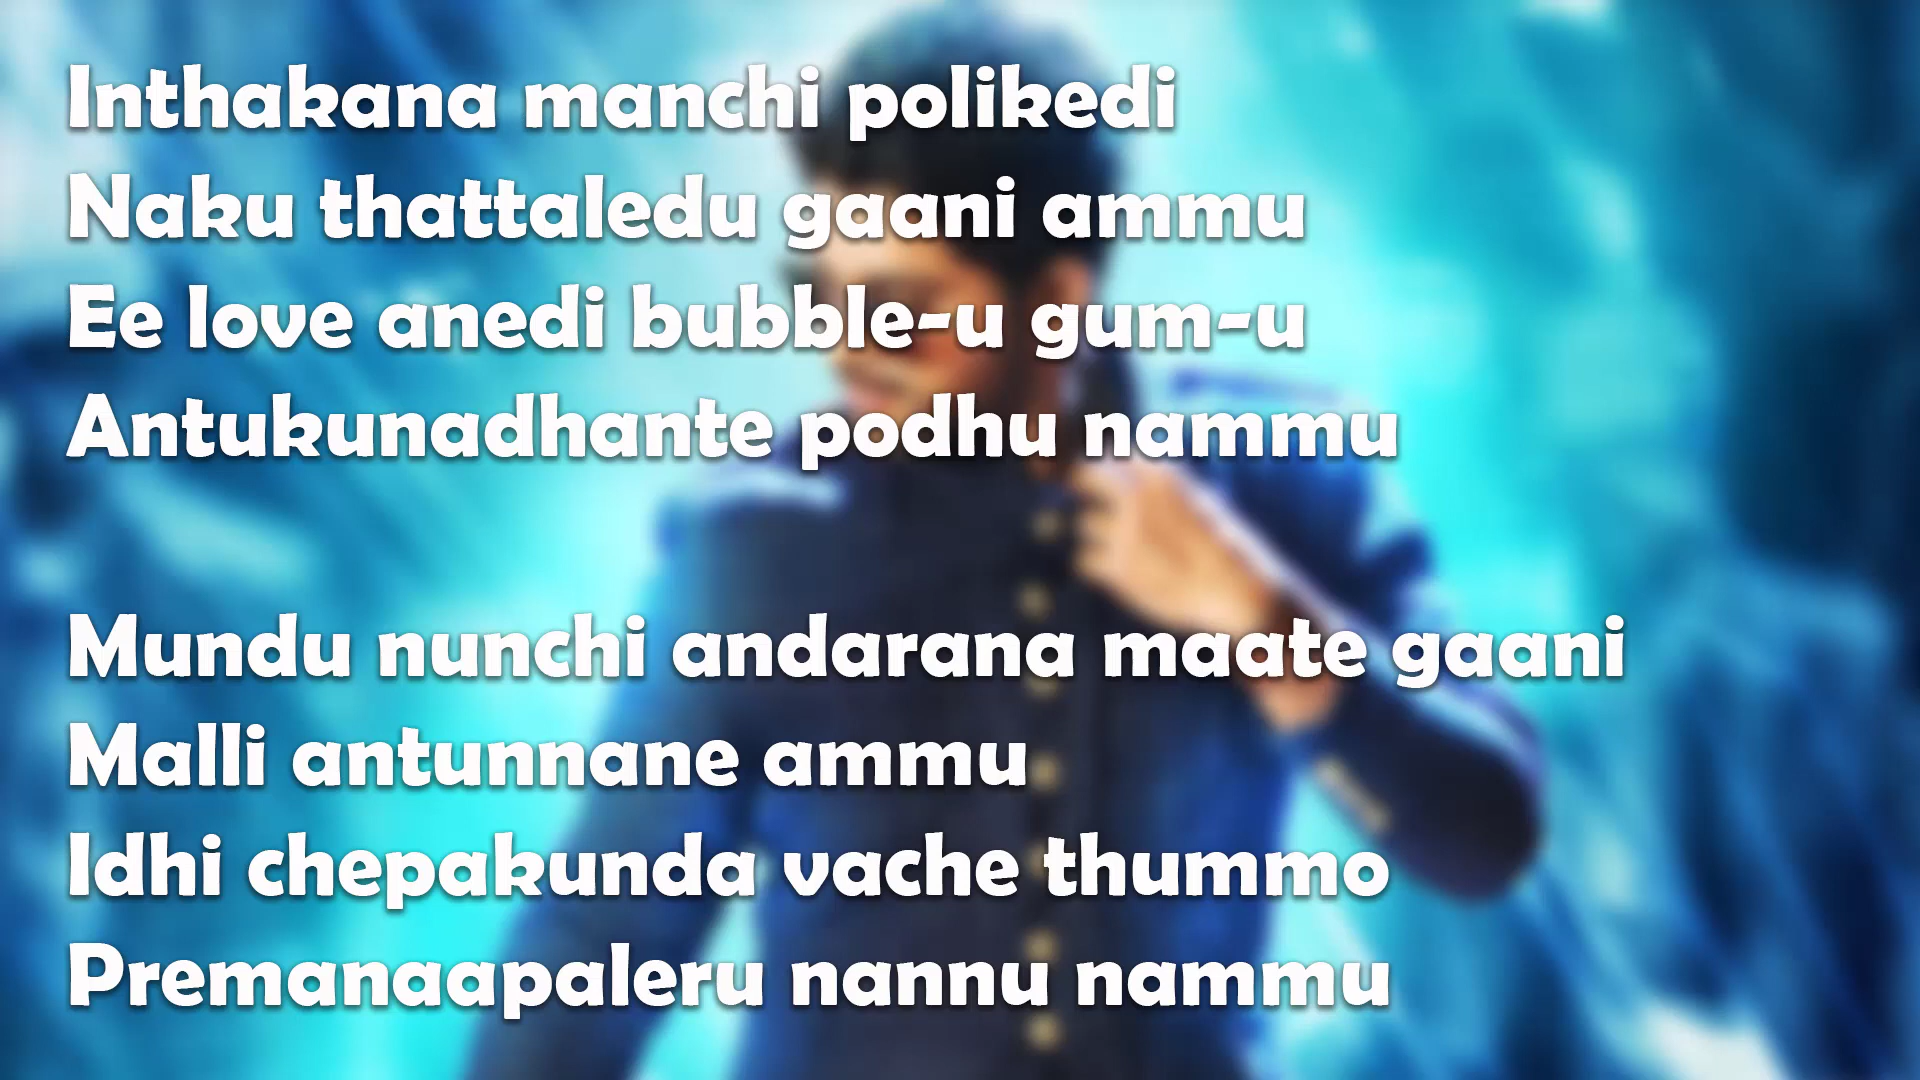 Inthakana manchi polikedi
Naku thattaledu gaani ammu
Ee love anedi bubble-u gum-u
Antukunadhante podhu nammu
Mundu nunchi andarana maate gaani
Malli antunnane ammu
Idhi chepakunda vache thummo
Premanaapaleru nannu nammu